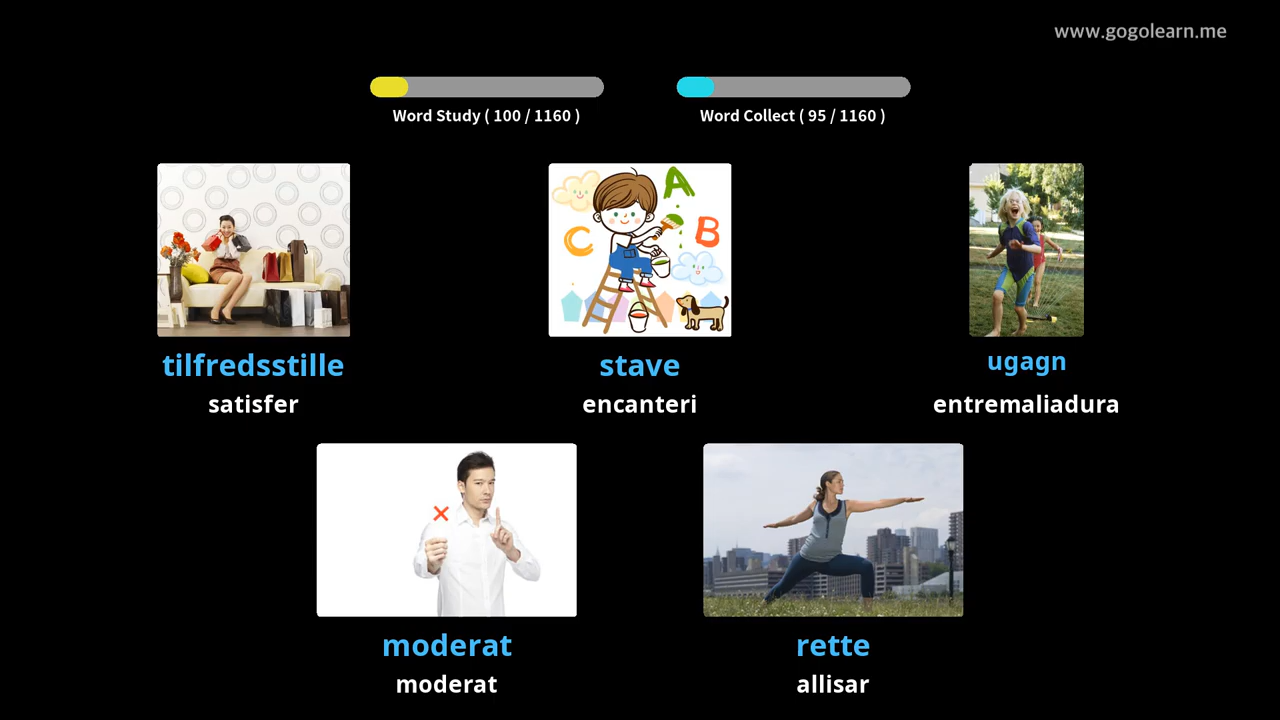 www.gogolearn.me
Word Study ( 100 / 1160 )
Word Collect ( 95 / 1160 )
A
B
C
tilfredsstille
satisfer
stave
encanteri
ugagn
entremaliadura
moderat
moderat
rette
allisar